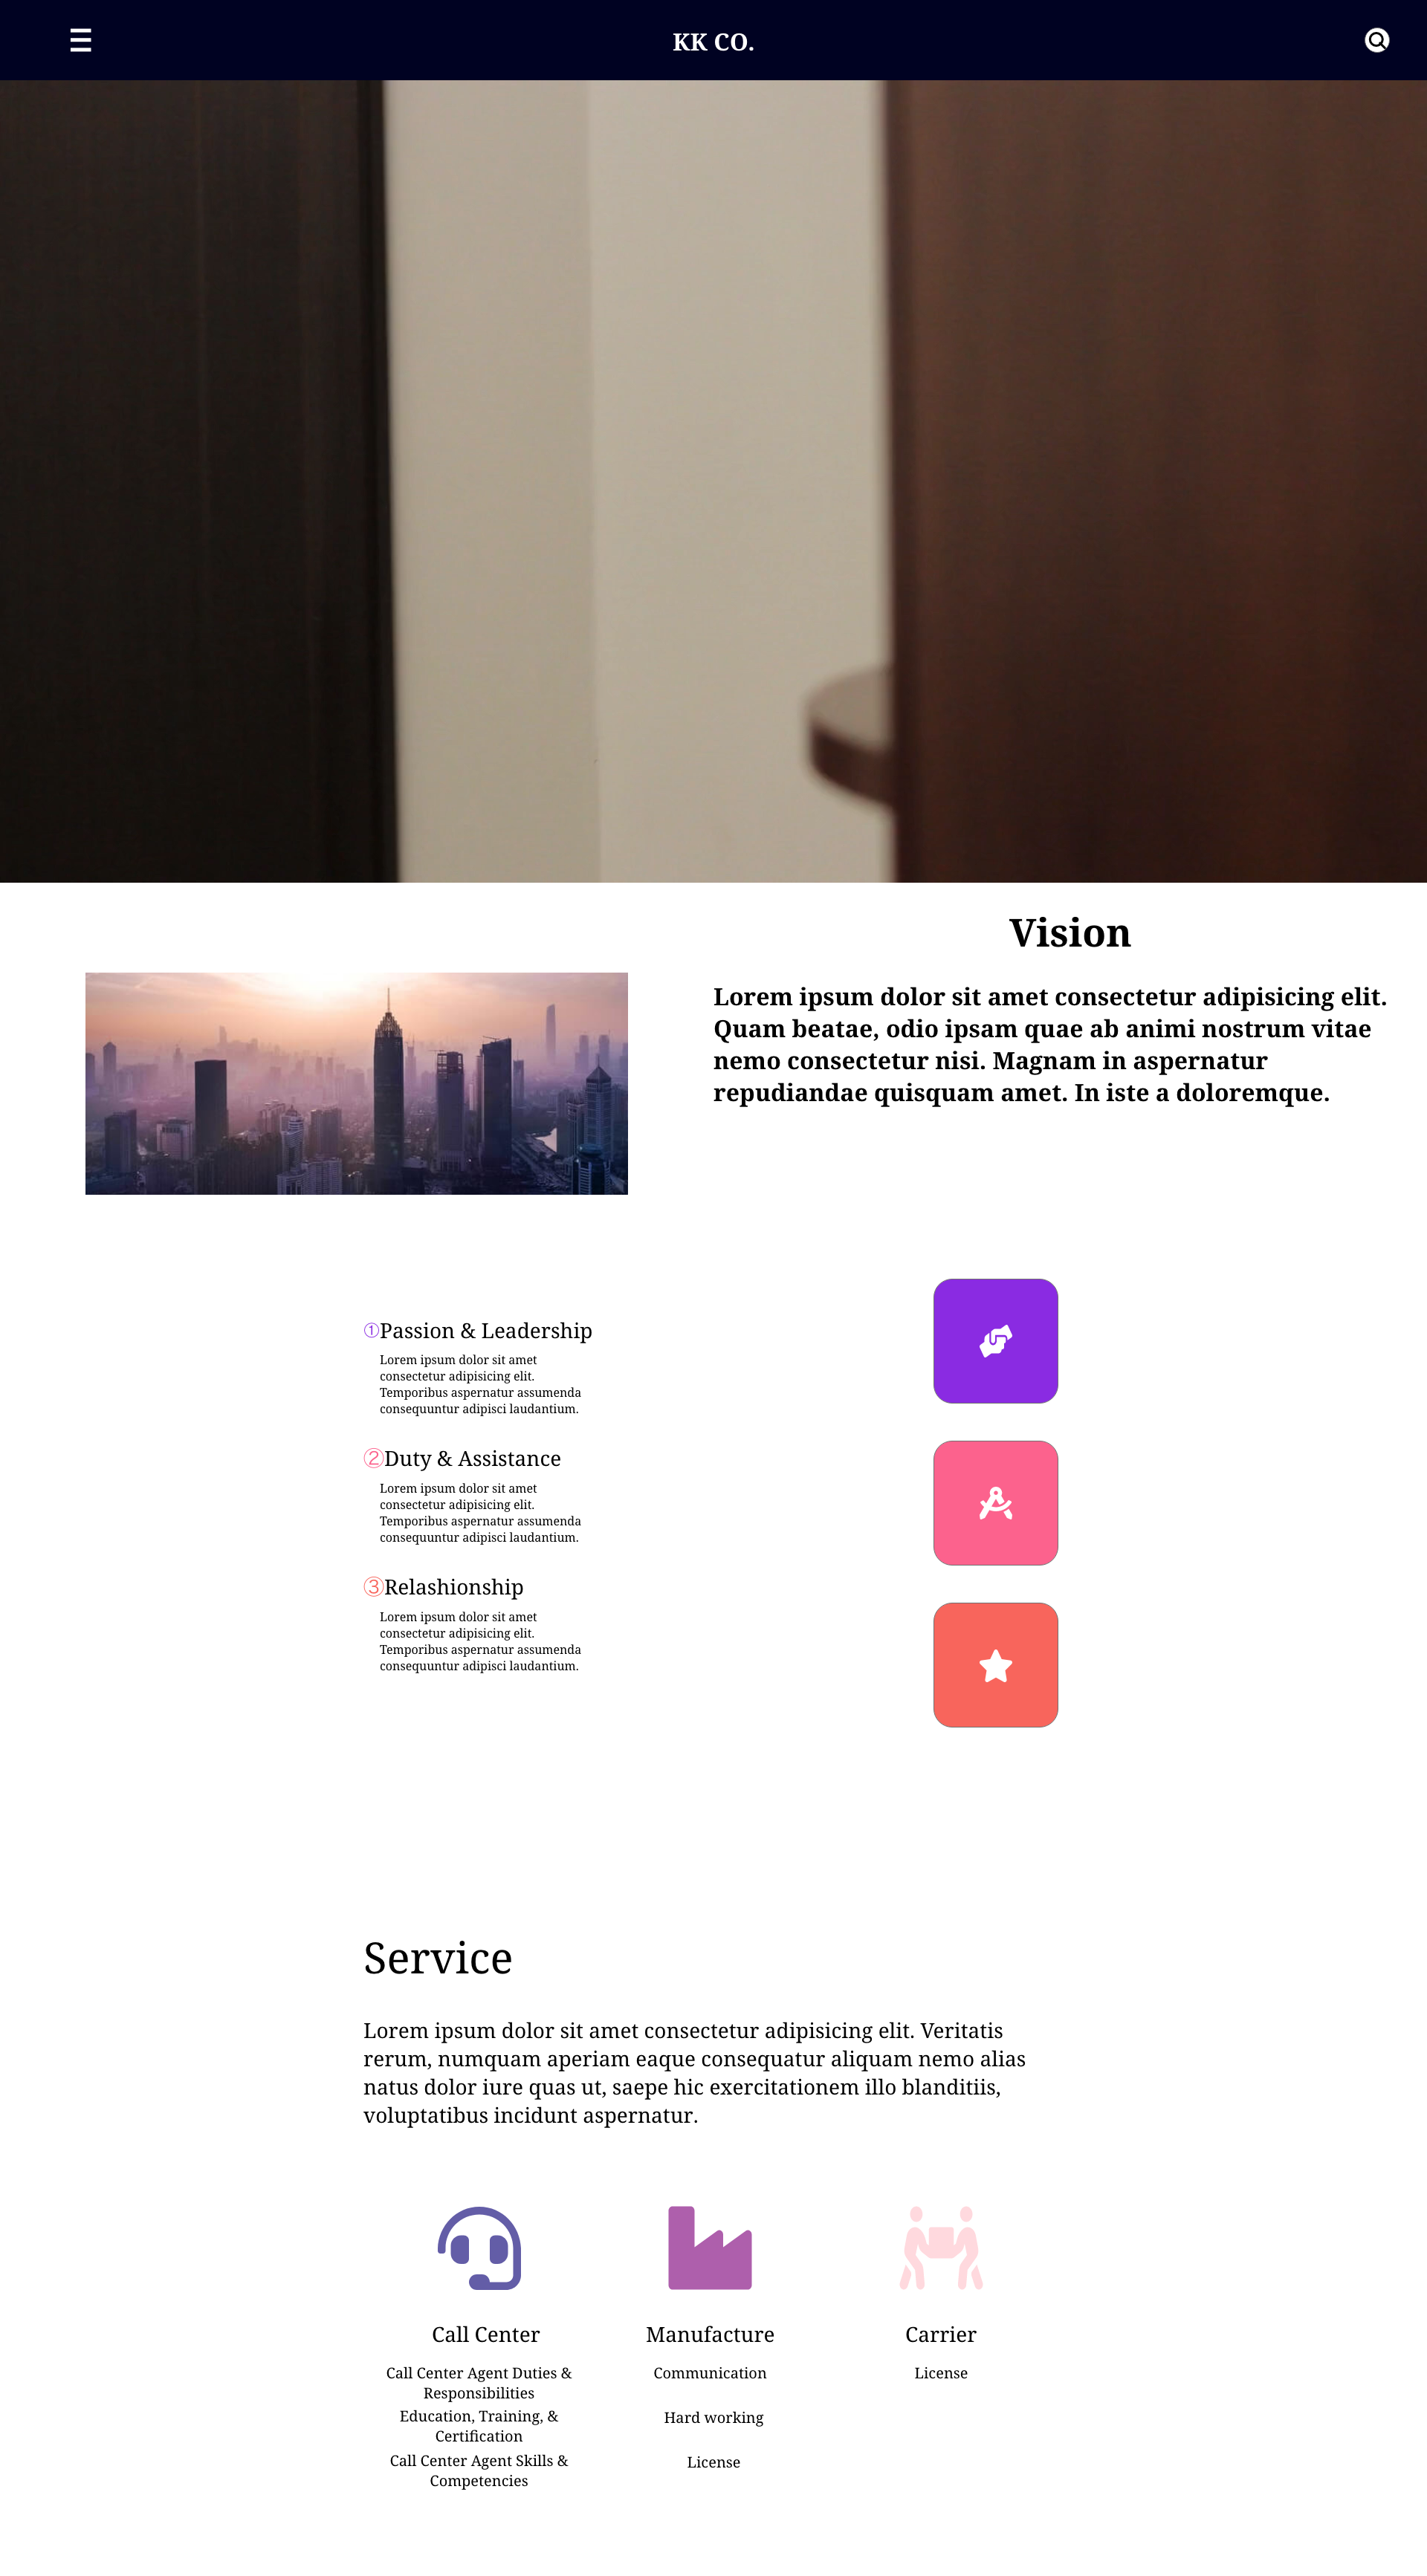 KK CO.
Vision
Lorem ipsum dolor sit amet consectetur adipisicing elit.
Quam beatae, odio ipsam quae ab animi nostrum vitae
nemo consectetur nisi. Magnam in aspernatur
repudiandae quisquam amet. In iste a doloremque.
①Passion & Leadership
Lorem ipsum dolor sit amet
consectetur adipisicing elit.
Temporibus aspernatur assumenda
consequuntur adipisci laudantium.
②Duty & Assistance
Lorem ipsum dolor sit amet
consectetur adipisicing elit.
Temporibus aspernatur assumenda
consequuntur adipisci laudantium.
③Relashionship
Lorem ipsum dolor sit amet
consectetur adipisicing elit.
Temporibus aspernatur assumenda
consequuntur adipisci laudantium.
Service
Lorem ipsum dolor sit amet consectetur adipisicing elit. Veritatis
rerum, numquam aperiam eaque consequatur aliquam nemo alias
natus dolor iure quas ut, saepe hic exercitationem illo blanditiis,
voluptatibus incidunt aspernatur.
Call Center
Call Center Agent Duties &
Responsibilities
Education, Training, &
Certification
Call Center Agent Skills &
Competencies
Manufacture
Communication
Hard working
License
Carrier
License